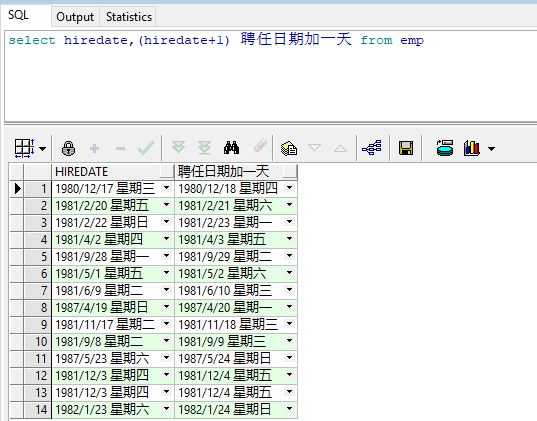 SQL Output Statistics
select hiredate,(hiredate+1) 聘任日期加一天 from emp
HIREDATE 聘任日期加一天
1 1980/12/17 星期三 1980/12/18 星期四
2 1981/2/20 星期五 1981/2/21 星期六
3 1981/2/22 星期日 1981/2/23 星期一
4 1981/4/2 星期四 1981/4/3 星期五
5 1981/9/28 星期一 1981/9/29 星期二
6 1981/5/1 星期五 1981/5/2 星期六
7 1981/6/9 星期二 1981/6/10 星期三
8 1987/4/19 星期日 1987/4/20 星期一
9 1981/11/17 星期二 1981/11/18 星期三
10 1981/9/8 星期二 1981/9/9 星期三
11 1987/5/23 星期六 1987/5/24 星期日
12 1981/12/3 星期四 1981/12/4 星期五
13 1981/12/3 星期四 1981/12/4 星期五
14 1982/1/23 星期六 1982/1/24 星期日